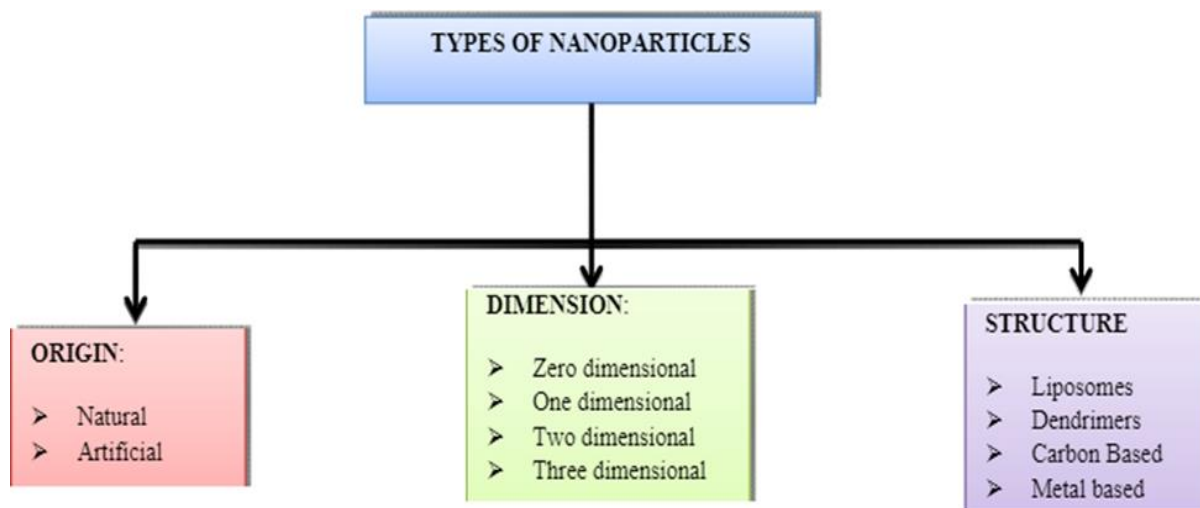 TYPES OF NANOPARTICLES
ORIGIN:
➢ Natural
➢ Artificial
DIMENSION:
➢ Zero dimensional
➢ One dimensional
➢ Two dimensional
➢ Three dimensional
STRUCTURE
➢ Liposomes
➢ Dendrimers
➢ Carbon Based
➢ Metal based